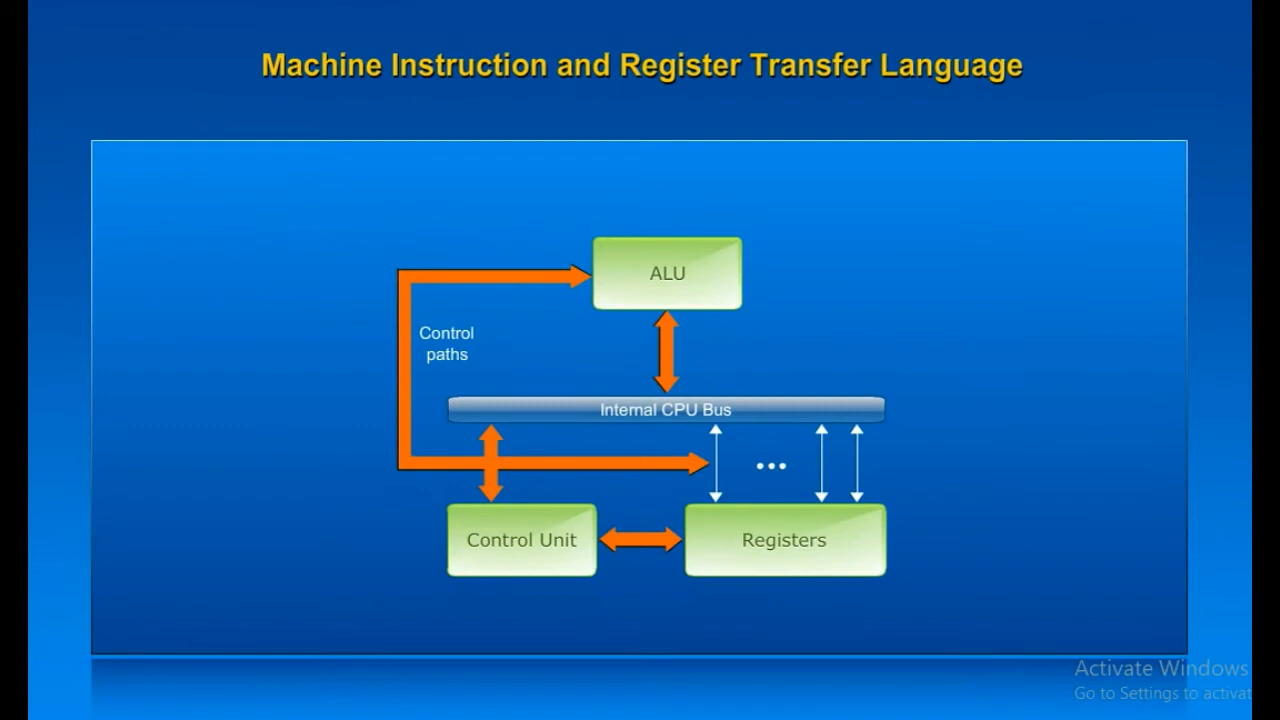 Machine Instruction and Register Transfer Language
ALU
Control
paths
Internal CPU Bus
Control Unit
Registers
Activate Windows
Go to Settings to activat